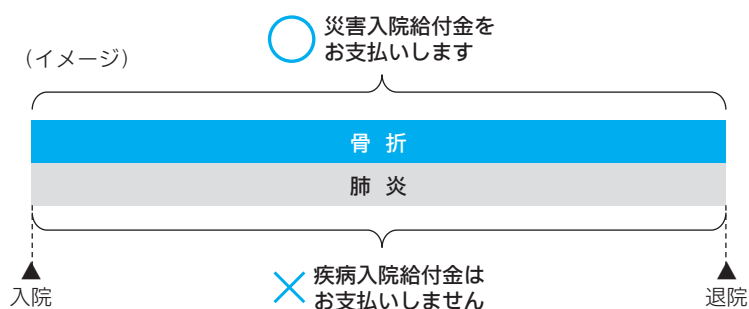 災害入院給付金を
お支払いします
（イメージ）
骨 折
肺 炎
入院
疾病入院給付金は
お支払いしません
退院